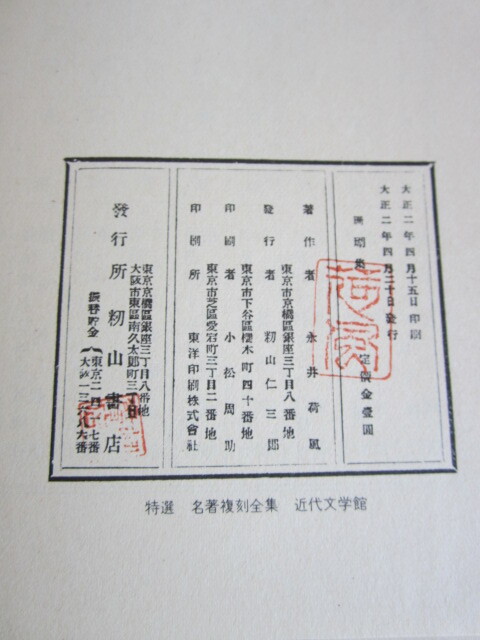 大正二年四月十五日印刷
大正二年四月二十日發行
珊瑚集
定價金壹圓
著作者 永井荷風
東京市京橋區銀座三丁目八番地
發行者 籾山仁三郎
東京市下谷區櫻木町四十番地
印刷者 小松周助
東京市芝區愛宕町三丁目二番地
印刷所 東洋印刷株式會社
發行所 籾山書店
東京京橋區銀座三丁目八番地
大阪市東區南久太郎町三丁目
振替貯金
特選 名著複刻全集 近代文学館